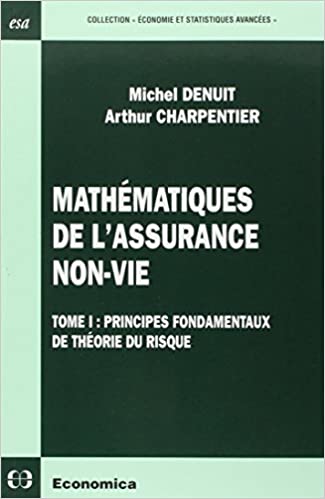 esa
COLLECTION « ÉCONOMIE ET STATISTIQUES AVANCÉES »
Michel DENUIT
Arthur CHARPENTIER
MATHÉMATIQUES
DE L'ASSURANCE
NON-VIE
TOME I : PRINCIPES FONDAMENTAUX
DE THÉORIE DU RISQUE
Economica